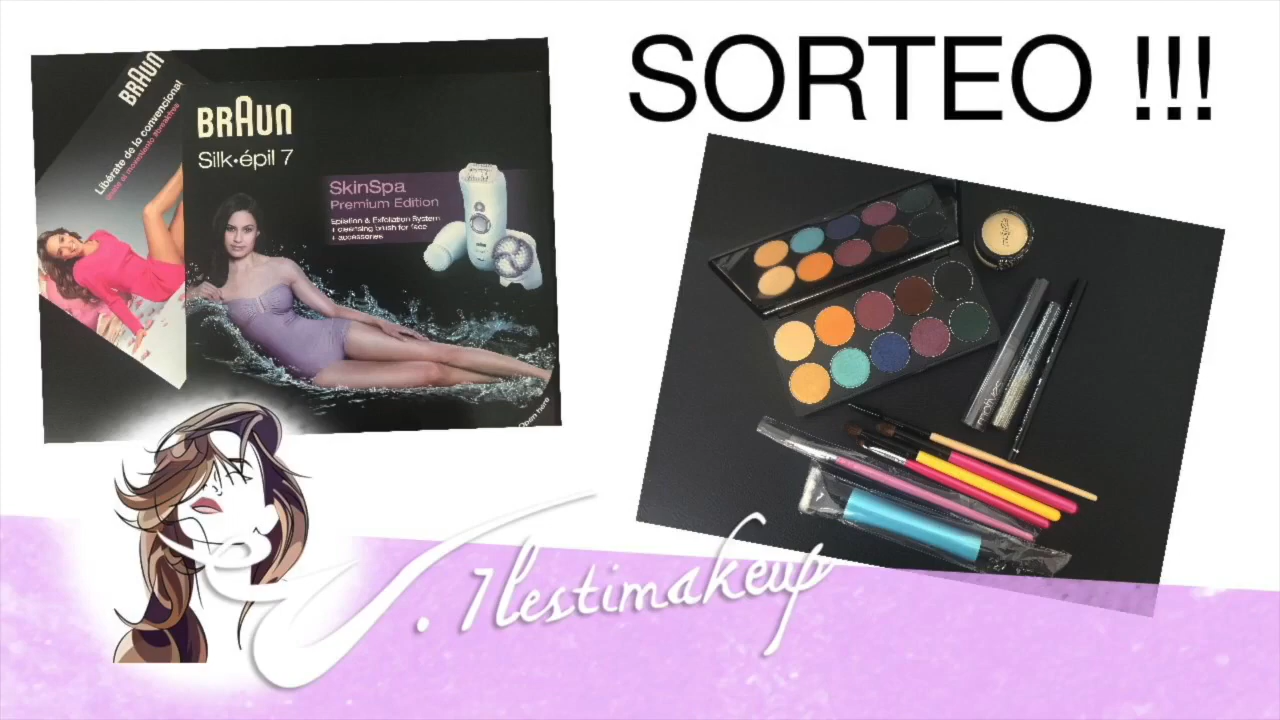 SORTEO !!!
BRAUN
Libérate de lo convencional
BRAUN
Silk•épil 7
SkinSpa
Premium Edition
Epilation & Exfoliation System
+ cleansing brush for face
+ accessories
Open here